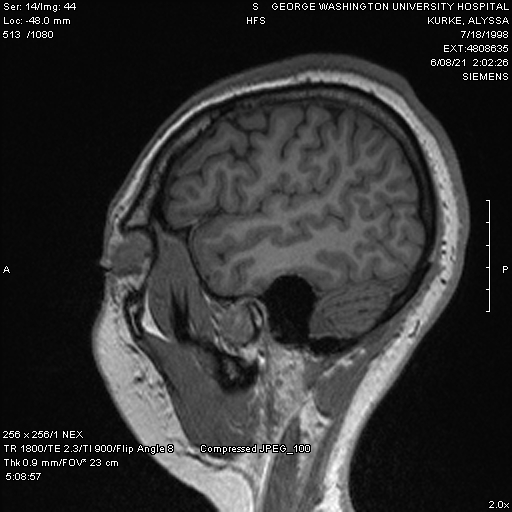 Ser: 14/Img: 44
Loc: -48.0 mm
513 /1080
S
HFS
GEORGE WASHINGTON UNIVERSITY HOSPITAL
KURKE, ALYSSA
7/18/1998
EXT:4808635
6/08/21 2:02:26
SIEMENS
A
P
256 x 256/1 NEX
TR 1800/TE 2.3/TI 900/Flip Angle 8
Thk 0.9 mm/FOV* 23 cm
5:08:57
Compressed JPEG_100
2.0x